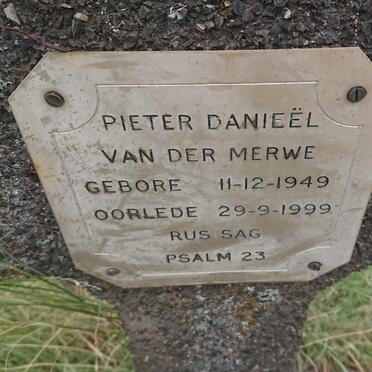 PIETER DANIEËL
VAN DER MERWE
GEBORE 11-12-1949
OORLEDE 29-9-1999
RUS SAG
PSALM 23